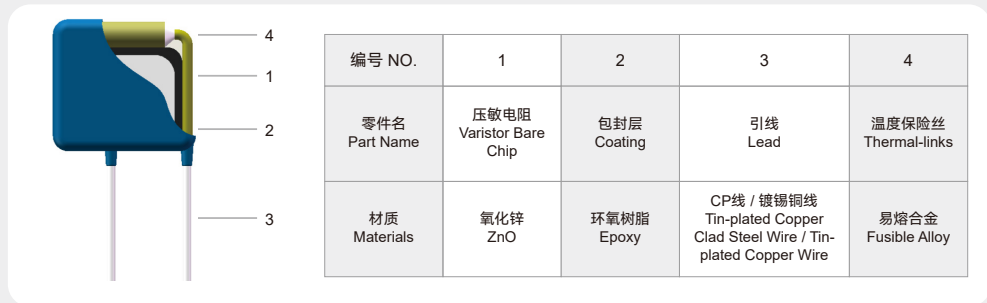 4
1
2
3
编号 NO.
1
2
3
4
零件名
Part Name
压敏电阻
Varistor Bare
Chip
包封层
Coating
引线
Lead
温度保险丝
Thermal-links
材质
Materials
氧化锌
ZnO
环氧树脂
Epoxy
CP线 / 镀锡铜线
Tin-plated Copper
Clad Steel Wire / Tin-
plated Copper Wire
易熔合金
Fusible Alloy